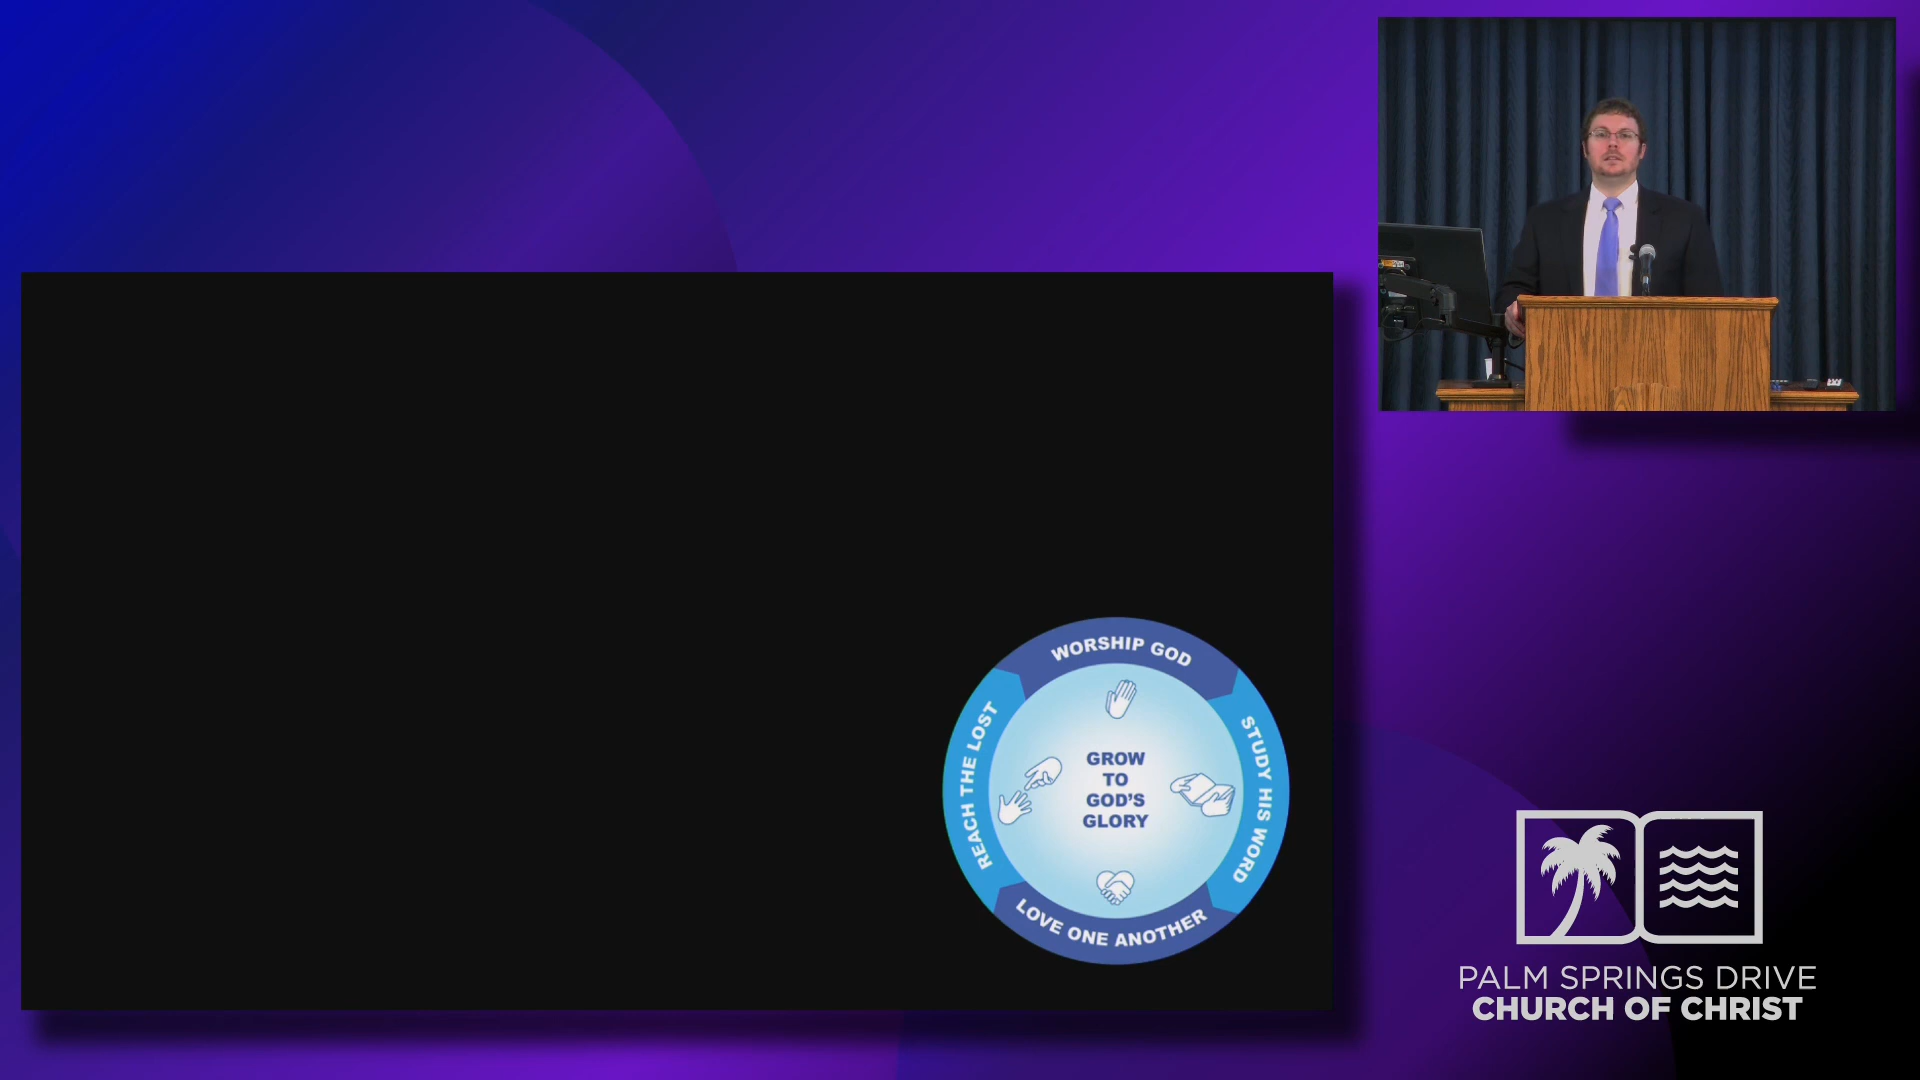 WORSHIP GOD
STUDY HIS WORD
LOVE ONE ANOTHER
REACH THE LOST
GROW
TO
GOD'S
GLORY
PALM SPRINGS DRIVE
CHURCH OF CHRIST